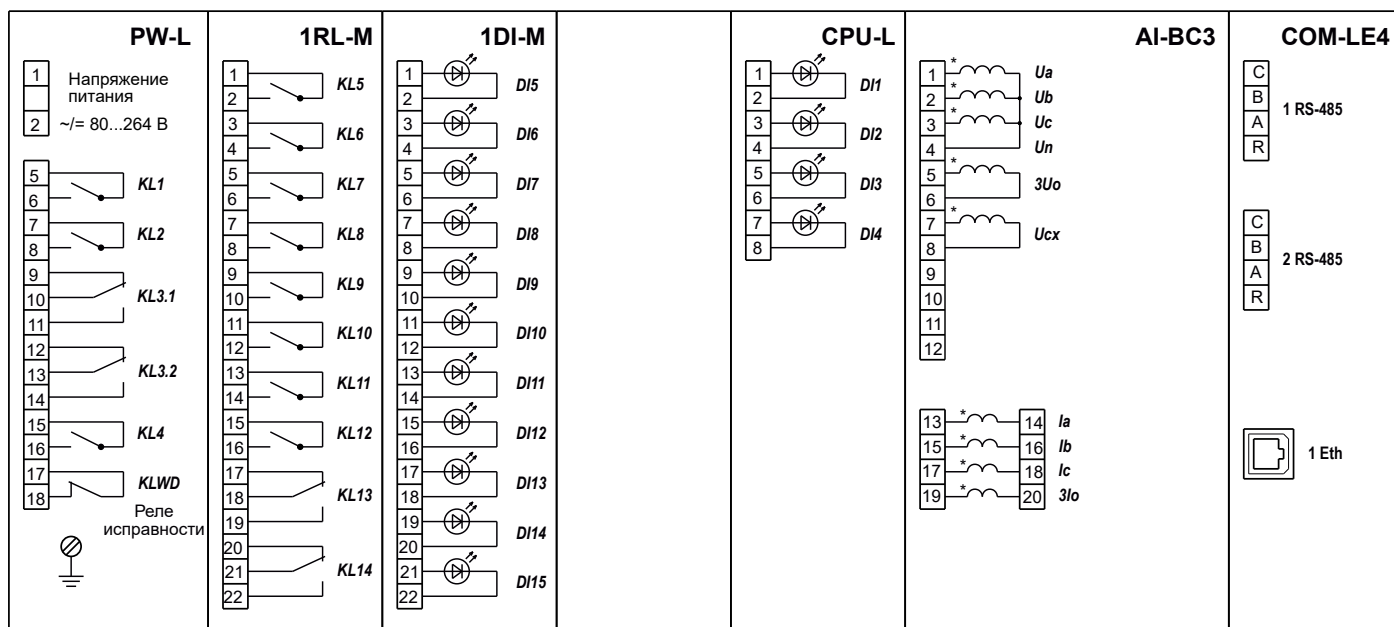 PW-L
1
Напряжение
питания
2
~/= 80...264 В
5
6
KL1
7
8
KL2
9
10
KL3.1
11
12
13
KL3.2
14
15
16
KL4
17
18
KLWD
Реле
исправности
1RL-M
1
2
KL5
3
4
KL6
5
6
KL7
7
8
KL8
9
10
KL9
11
12
KL10
13
14
KL11
15
16
KL12
17
18
KL13
19
20
21
KL14
22
1DI-M
1
2
DI5
3
4
DI6
5
6
DI7
7
8
DI8
9
10
DI9
11
12
DI10
13
14
DI11
15
16
DI12
17
18
DI13
19
20
DI14
21
22
DI15
CPU-L
1
2
DI1
3
4
DI2
5
6
DI3
7
8
DI4
AI-BC3
1 * Ua
2 * Ub
3 * Uc
4 Un
5 *
6
3Uo
7 *
8
Ucx
9
10
11
12
13 * 14 Ia
15 * 16 Ib
17 * 18 Ic
19 * 20 3Io
COM-LE4
C
B
A
R
1 RS-485
C
B
A
R
2 RS-485
1 Eth